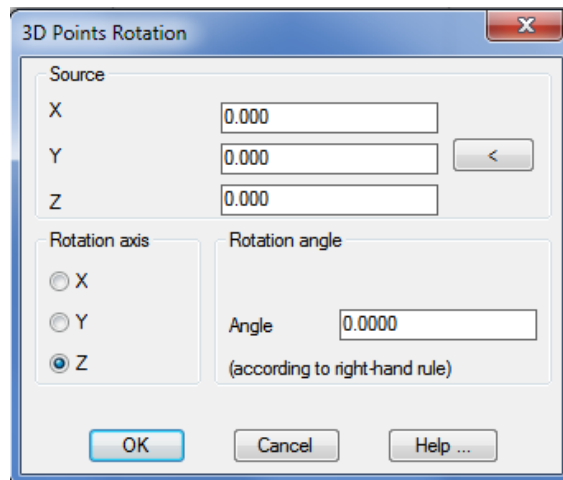 3D Points Rotation
Source
X 0.000
Y 0.000 <
Z 0.000
Rotation axis
X
Y
Z
Rotation angle
Angle 0.0000
(according to right-hand rule)
OK Cancel Help ...